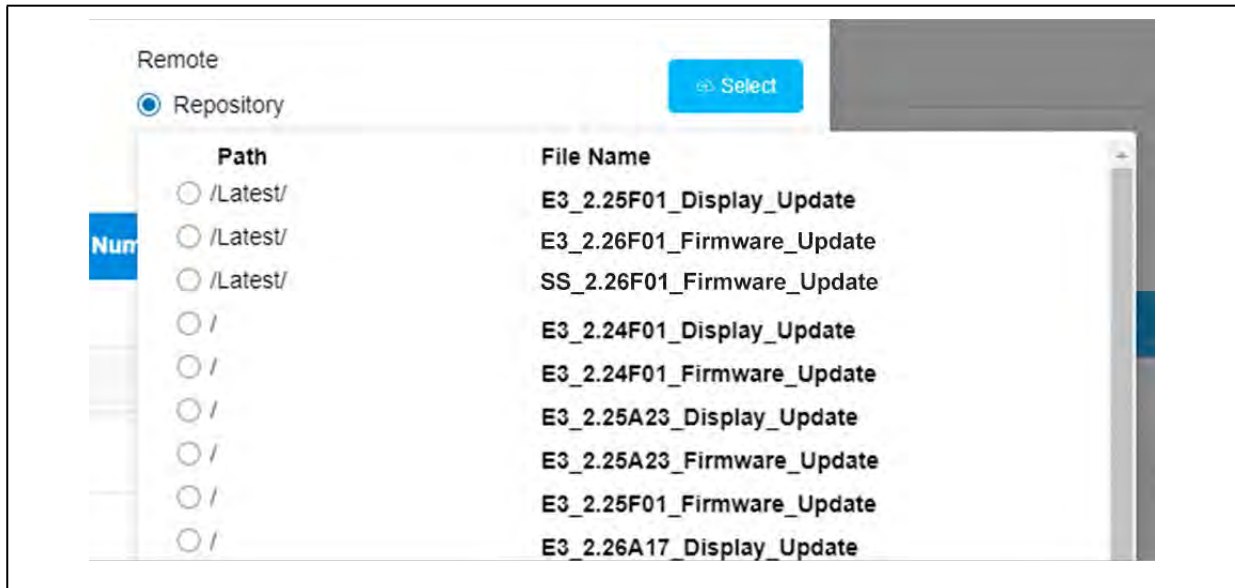 Remote
Select
Repository
Path File Name
/Latest/ E3_2.25F01_Display_Update
/Latest/ E3_2.26F01_Firmware_Update
Num
/Latest/ SS_2.26F01_Firmware_Update
/ E3_2.24F01_Display_Update
/ E3_2.24F01_Firmware_Update
/ E3_2.25A23_Display_Update
/ E3_2.25A23_Firmware_Update
/ E3_2.25F01_Firmware_Update
/ E3_2.26A17_Display_Update